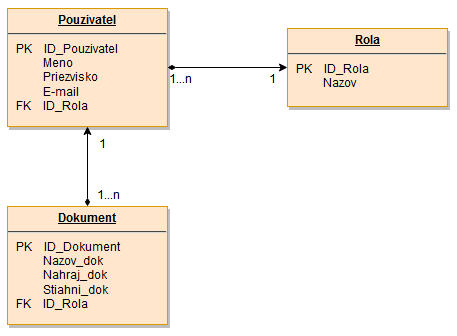 Pouzivatel
PK ID_Pouzivatel
Meno
Priezvisko
E-mail
FK ID_Rola
1...n
1
Rola
PK ID_Rola
Nazov
1
1...n
Dokument
PK ID_Dokument
Nazov_dok
Nahraj_dok
Stiahni_dok
FK ID_Rola